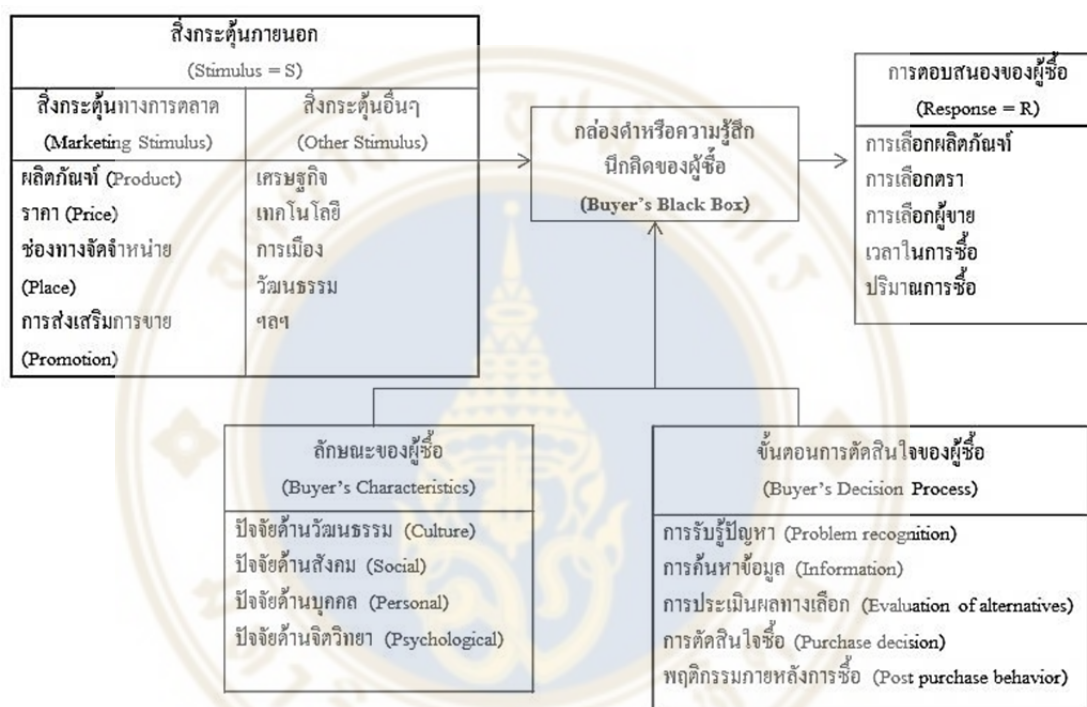 สิ่งกระตุ้นภายนอก
(Stimulus = S)
สิ่งกระตุ้นทางการตลาด
(Marketing Stimulus)
ผลิตภัณฑ์ (Product)
ราคา (Price)
ช่องทางจัดจำหน่าย
(Place)
การส่งเสริมการขาย
(Promotion)
สิ่งกระตุ้นอื่นๆ
(Other Stimulus)
เศรษฐกิจ
เทคโนโลยี
การเมือง
วัฒนธรรม
ฯลฯ
กล่องดำหรือความรู้สึก
นึกคิดของผู้ซื้อ
(Buyer's Black Box)
การตอบสนองของผู้ซื้อ
(Response = R)
การเลือกผลิตภัณฑ์
การเลือกตรา
การเลือกผู้ขาย
เวลาในการซื้อ
ปริมาณการซื้อ
ลักษณะของผู้ซื้อ
(Buyer's Characteristics)
ปัจจัยด้านวัฒนธรรม (Culture)
ปัจจัยด้านสังคม (Social)
ปัจจัยด้านบุคคล (Personal)
ปัจจัยด้านจิตวิทยา (Psychological)
ขั้นตอนการตัดสินใจของผู้ซื้อ
(Buyer's Decision Process)
การรับรู้ปัญหา (Problem recognition)
การค้นหาข้อมูล (Information)
การประเมินผลทางเลือก (Evaluation of alternatives)
การตัดสินใจซื้อ (Purchase decision)
พฤติกรรมภายหลังการซื้อ (Post purchase behavior)